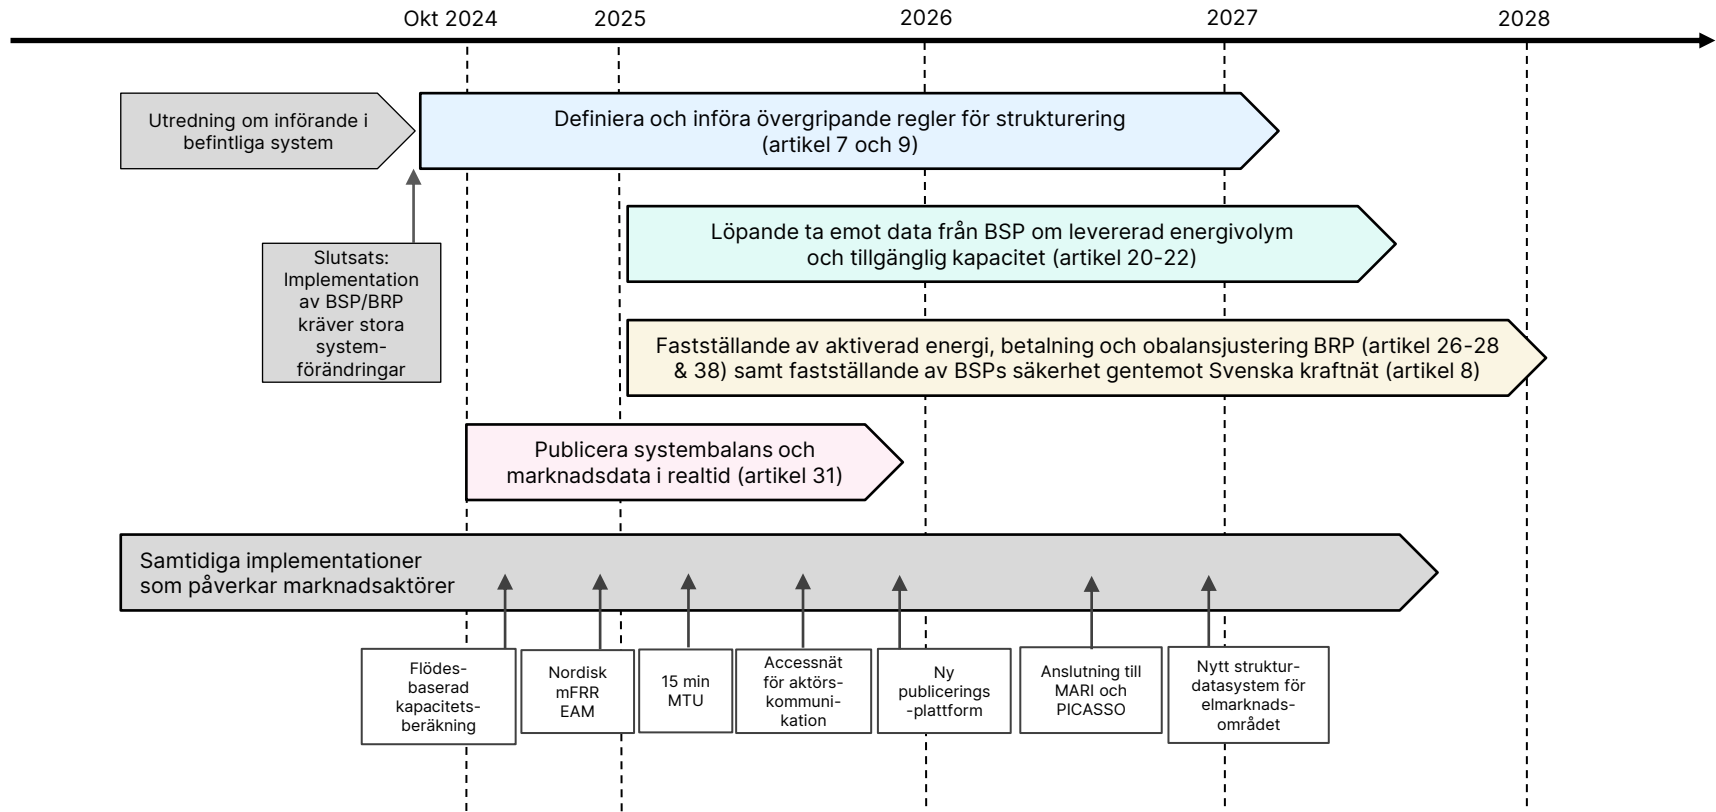 Okt 2024
2025
2026
2027
2028
Utredning om införande i
befintliga system
Definiera och införa övergripande regler för strukturering
(artikel 7 och 9)
Löpande ta emot data från BSP om levererad energivolym
och tillgänglig kapacitet (artikel 20-22)
Slutsats:
Implementation
av BSP/BRP
kräver stora
system-
förändringar
Fastställande av aktiverad energi, betalning och obalansjustering BRP (artikel 26-28
& 38) samt fastställande av BSPs säkerhet gentemot Svenska kraftnät (artikel 8)
Publicera systembalans och
marknadsdata i realtid (artikel 31)
Samtidiga implementationer
som påverkar marknadsaktörer
Flödes-
baserad
kapacitets-
beräkning
Nordisk
mFRR
EAM
15 min
MTU
Accessnät
för aktörs-
kommuni-
kation
Ny
publicerings
-plattform
Anslutning till
MARI och
PICASSO
Nytt struktur-
datasystem för
elmarknads-
området